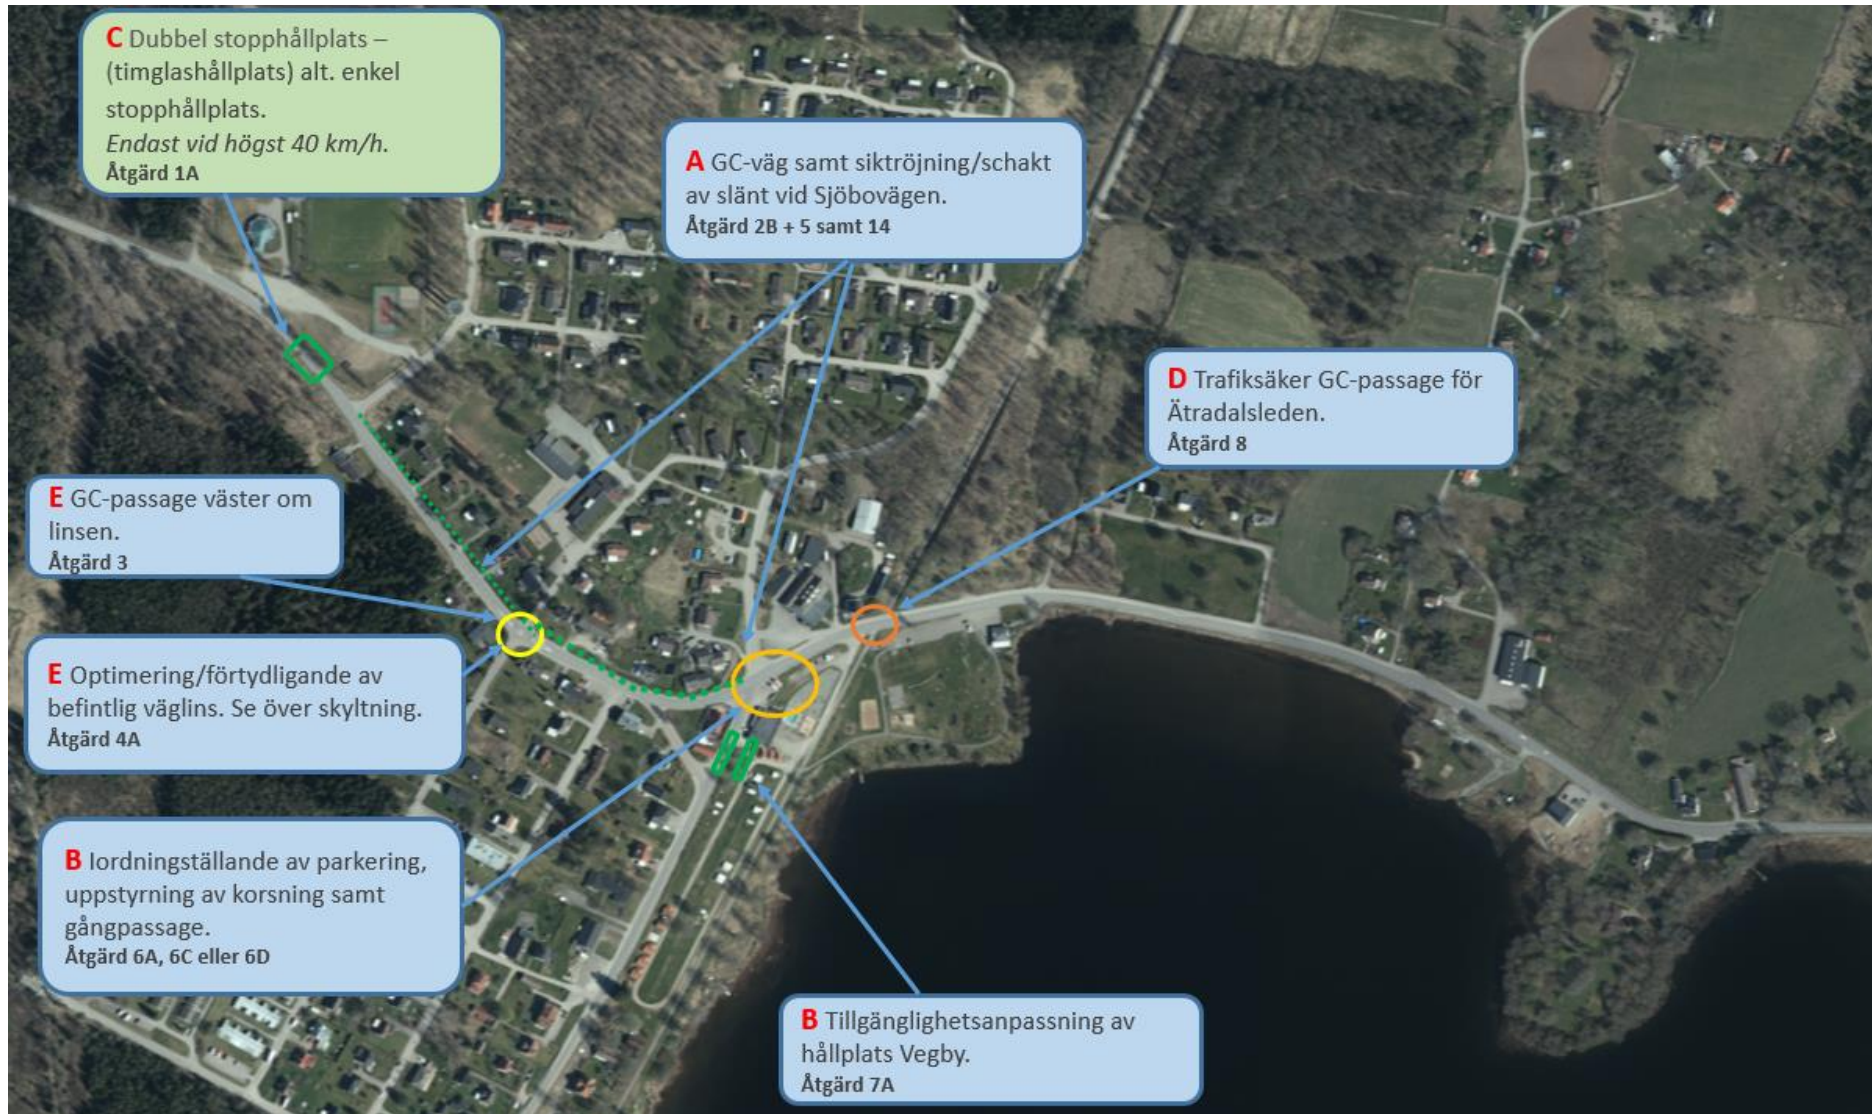 C Dubbel stopphållplats –
(timglashållplats) alt. enkel
stopphållplats.
Endast vid högst 40 km/h.
Åtgärd 1A
A GC-väg samt siktröjning/schakt
av slänt vid Sjöbovägen.
Åtgärd 2B + 5 samt 14
D Trafiksäker GC-passage för
Ätradalsleden.
Åtgärd 8
E GC-passage väster om
linsen.
Åtgärd 3
E Optimering/förtydligande av
befintlig väglins. Se över skyltning.
Åtgärd 4A
B Iordningställande av parkering,
uppstyrning av korsning samt
gångpassage.
Åtgärd 6A, 6C eller 6D
B Tillgänglighetsanpassning av
hållplats Vegby.
Åtgärd 7A